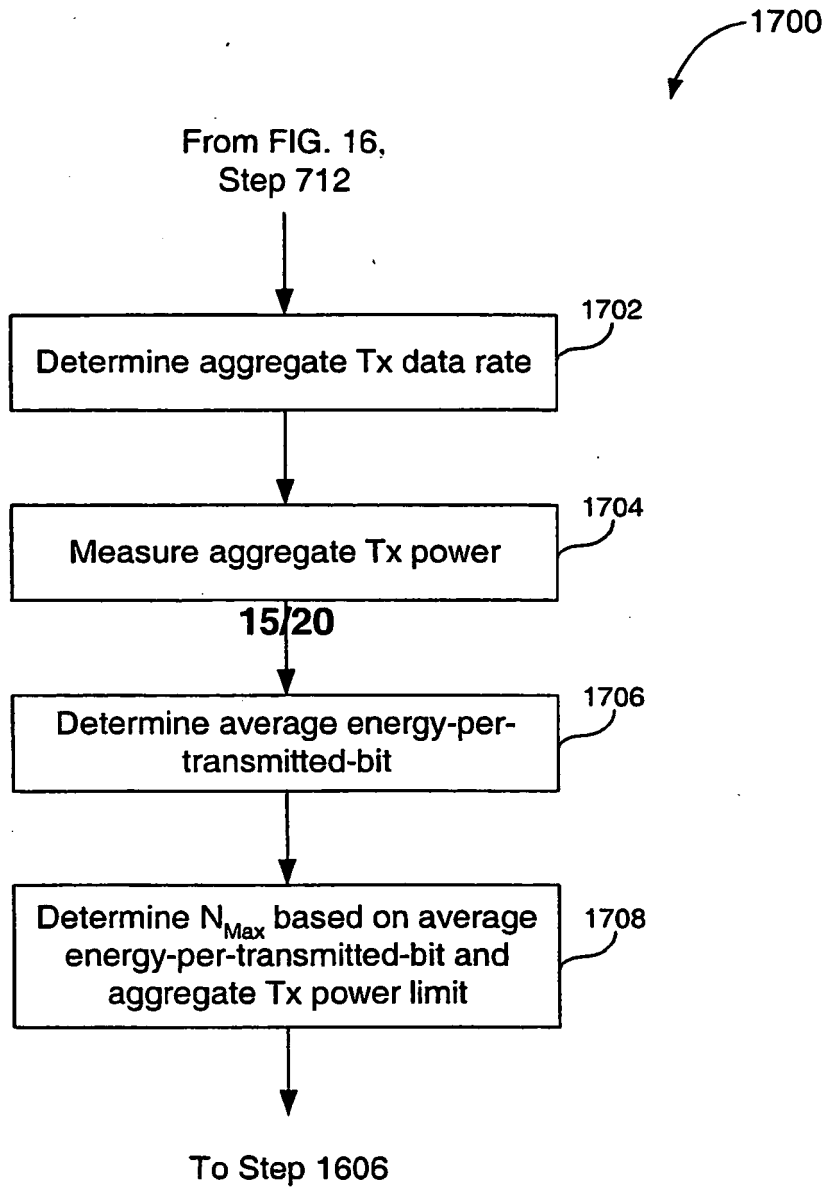 1700
From FIG. 16,
Step 712
1702
Determine aggregate Tx data rate
1704
Measure aggregate Tx power
15/20
1706
Determine average energy-per-
transmitted-bit
Determine NMax based on average
energy-per-transmitted-bit and
aggregate Tx power limit
1708
To Step 1606